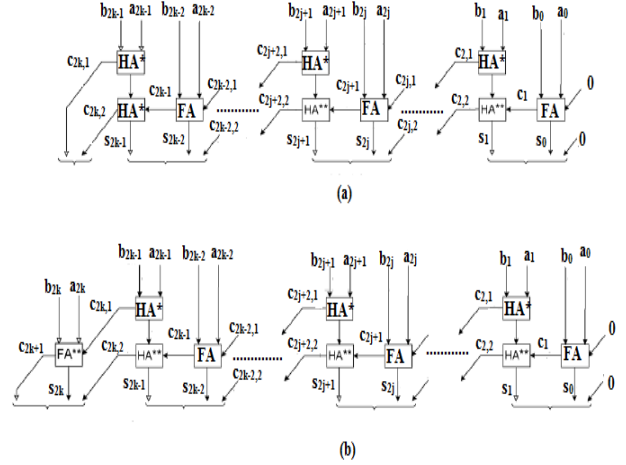 b2k-1 a2k-1 b2k-2 a2k-2 b2j+1 a2j+1 b2j a2j b1 a1 b0 a0
HA* HA* HA*
c2k,1 c2k-1 c2k-2,1 c2j+2,1 c2j+1 c2j,1 c2,1 c1 0
c2k,2 HA* FA c2j+2,2 HA** FA c2,2 HA** FA
s2k-1 s2k-2 c2k-2,2 s2j+1 s2j c2j,2 s1 s0 0
(a)
b2k-1 a2k-1 b2k-2 a2k-2 b2j+1 a2j+1 b2j a2j b1 a1 b0 a0
b2k a2k c2k,1 HA* c2j+2,1 HA* c2,1 HA*
c2k-1 c2k-2,1 c2j+1 c1 0
c2k+1 FA** c2k,2 HA** FA c2j+2,2 HA** FA c2,2 HA** FA
s2k s2k-1 s2k-2 c2k-2,2 s2j+1 s2j s1 s0 0
(b)